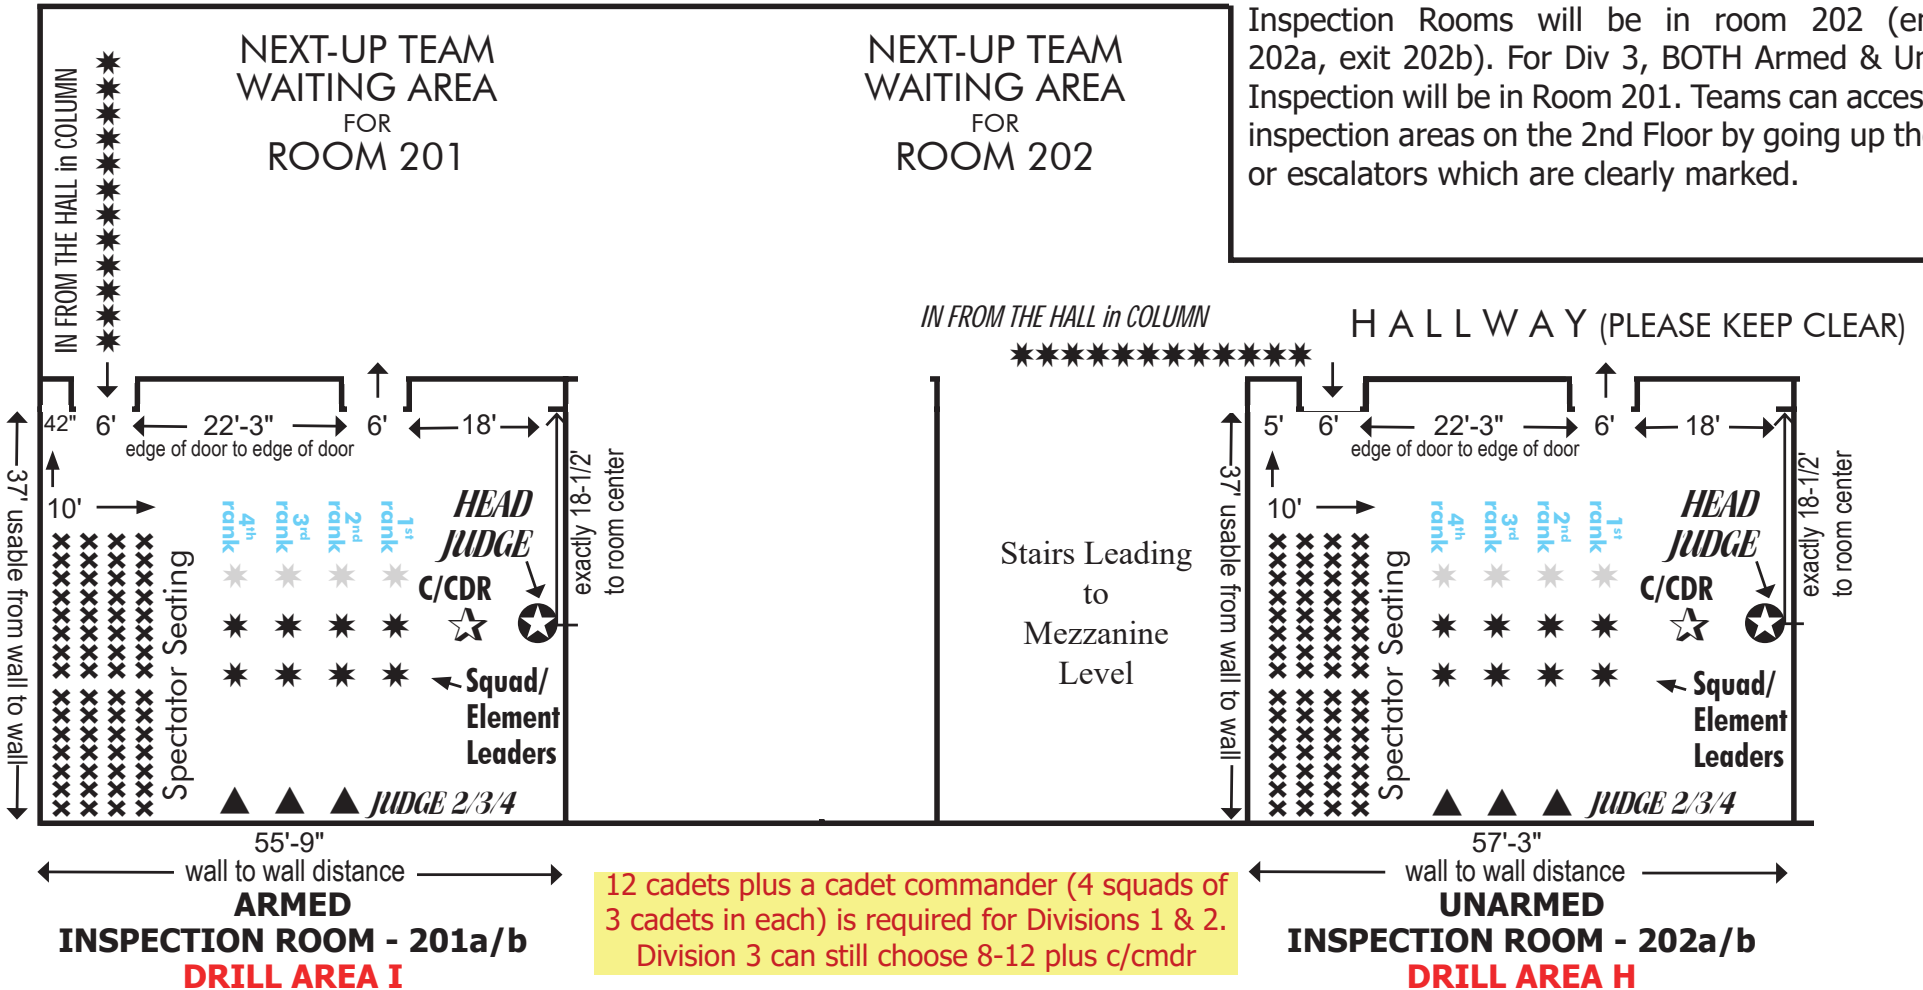 NEXT-UP TEAM
WAITING AREA
FOR
ROOM 201
NEXT-UP TEAM
WAITING AREA
FOR
ROOM 202
Inspection Rooms will be in room 202 (
202a, exit 202b). For Div 3, BOTH Armed &
Inspection will be in Room 201. Teams can
inspection areas on the 2nd Floor by going up
or escalators which are clearly marked.
IN FROM THE HALL in COLUMN
IN FROM THE HALL in COLUMN
HALLWAY (PLEASE KEEP CLEAR)
42" 6' 22'-3" 6' 18'
edge of door to edge of door
37' usable from wall to wall
10'
4th rank
3rd rank
2nd rank
1st rank
HEAD
JUDGE
C/CDR
exactly 18-1/2'
to room center
Spectator Seating
Squad/
Element
Leaders
JUDGE 2/3/4
55'-9"
wall to wall distance
ARMED
INSPECTION ROOM - 201a/b
DRILL AREA I
Stairs Leading
to
Mezzanine
Level
12 cadets plus a cadet commander (4 squads of
3 cadets in each) is required for Divisions 1 & 2.
Division 3 can still choose 8-12 plus c/cmdr
5' 6' 22'-3" 6' 18'
edge of door to edge of door
37' usable from wall to wall
10'
4th rank
3rd rank
2nd rank
1st rank
HEAD
JUDGE
C/CDR
exactly 18-1/2'
to room center
Spectator Seating
Squad/
Element
Leaders
JUDGE 2/3/4
57'-3"
wall to wall distance
UNARMED
INSPECTION ROOM - 202a/b
DRILL AREA H